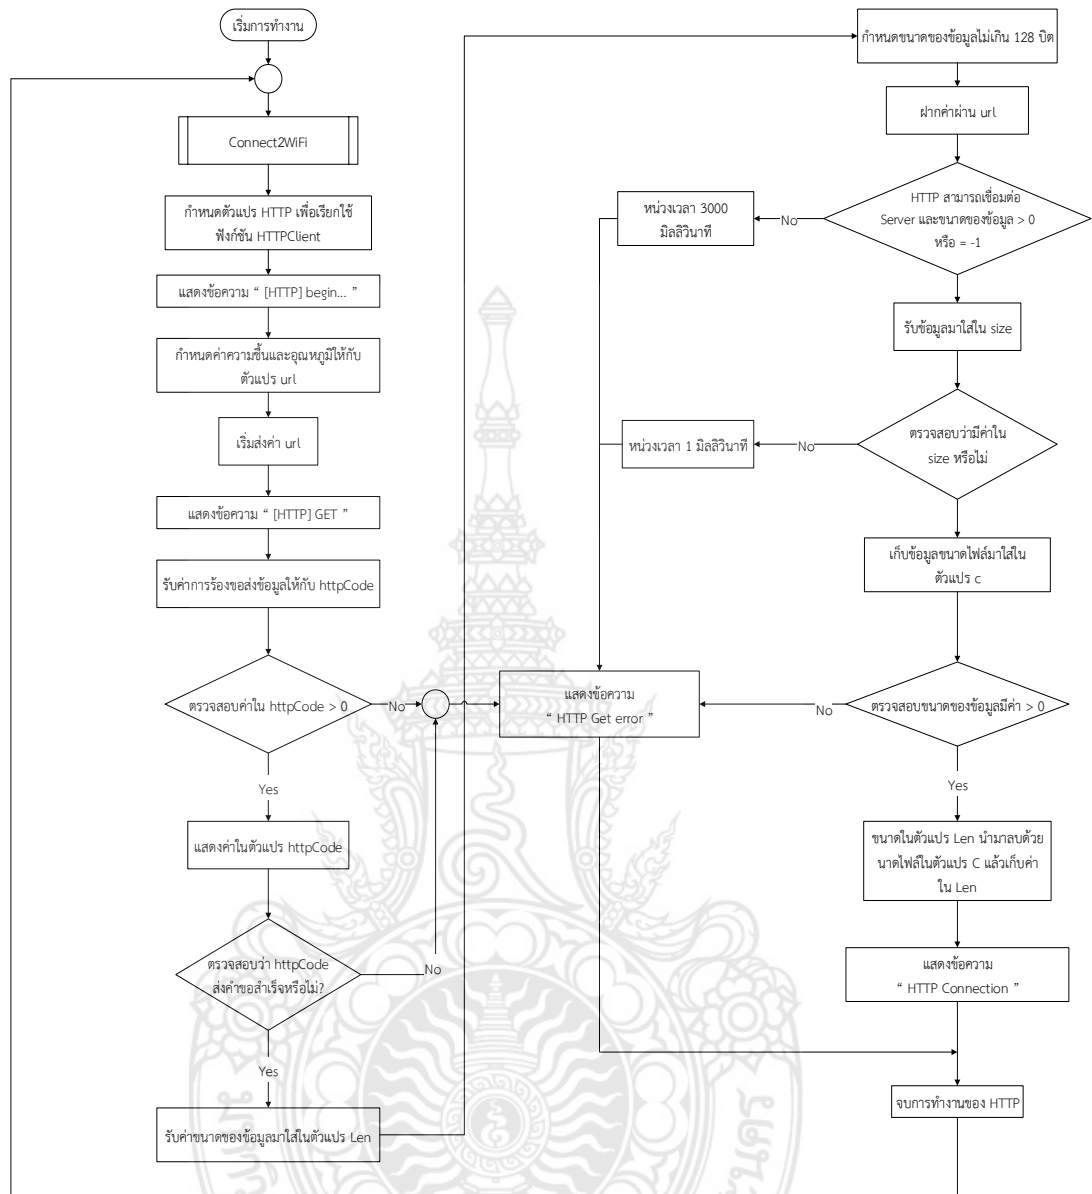 เริ่มการทำงาน
Connect2WiFi
กำหนดตัวแปร HTTP เพื่อเรียกใช้
ฟังก์ชัน HTTPClient
แสดงข้อความ “ [HTTP] begin... ”
กำหนดค่าความชื้นและอุณหภูมิให้กับ
ตัวแปร url
เริ่มส่งค่า url
แสดงข้อความ “ [HTTP] GET ”
รับค่าการร้องขอส่งข้อมูลให้กับ httpCode
ตรวจสอบค่าใน httpCode > 0
No
Yes
แสดงค่าในตัวแปร httpCode
ตรวจสอบว่า httpCode
ส่งคำขอสำเร็จหรือไม่?
No
Yes
รับค่าขนาดของข้อมูลมาใส่ในตัวแปร Len
กำหนดขนาดของข้อมูลไม่เกิน 128 บิต
ฝากค่าผ่าน url
HTTP สามารถเชื่อมต่อ
Server และขนาดของข้อมูล > 0
หรือ = -1
No
หน่วงเวลา 3000
มิลลิวินาที
รับข้อมูลมาใส่ใน size
ตรวจสอบว่ามีค่าใน
size หรือไม่
No
หน่วงเวลา 1 มิลลิวินาที
เก็บข้อมูลขนาดไฟล์มาใส่ใน
ตัวแปร c
ตรวจสอบขนาดของข้อมูลมีค่า > 0
No
แสดงข้อความ
“ HTTP Get error ”
Yes
ขนาดในตัวแปร Len นำมาลบด้วย
นาดไฟล์ในตัวแปร C แล้วเก็บค่า
ใน Len
แสดงข้อความ
“ HTTP Connection ”
จบการทำงานของ HTTP